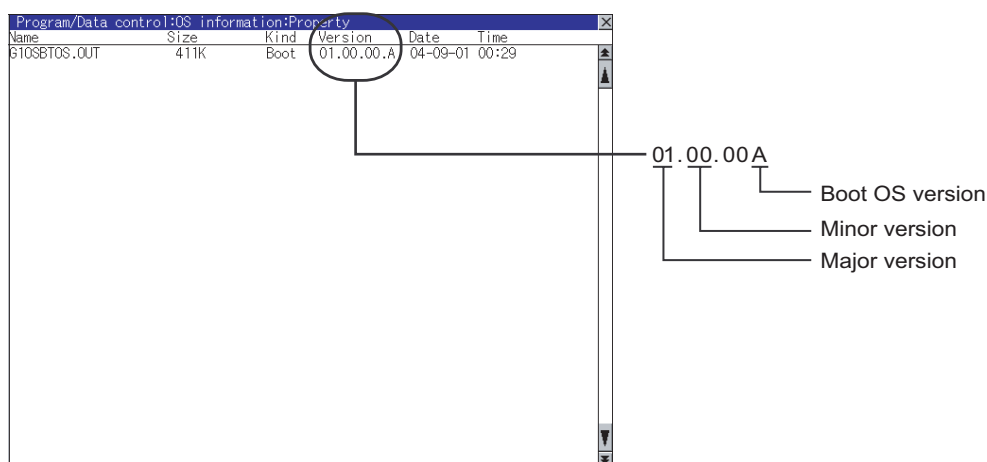 Program/Data control:OS information:Property
Name Size Kind Version Date Time
G1OSBTOS.OUT 411K Boot 01.00.00.A 04-09-01 00:29
01.00.00A
Boot OS version
Minor version
Major version